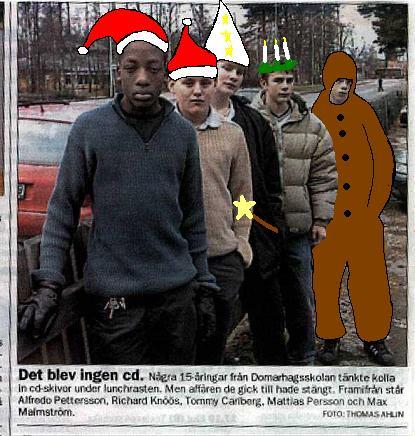 Det blev ingen cd. Några 15-åringar från Domarhagsskolan tänkte kolla
in cd-skivor under lunchrasten. Men affären de gick till hade stängt. Framifrån står
Alfredo Pettersson, Richard Knöös, Tommy Carlberg, Mattias Persson och Max
Malmström.
FOTO: THOMAS AHLIN